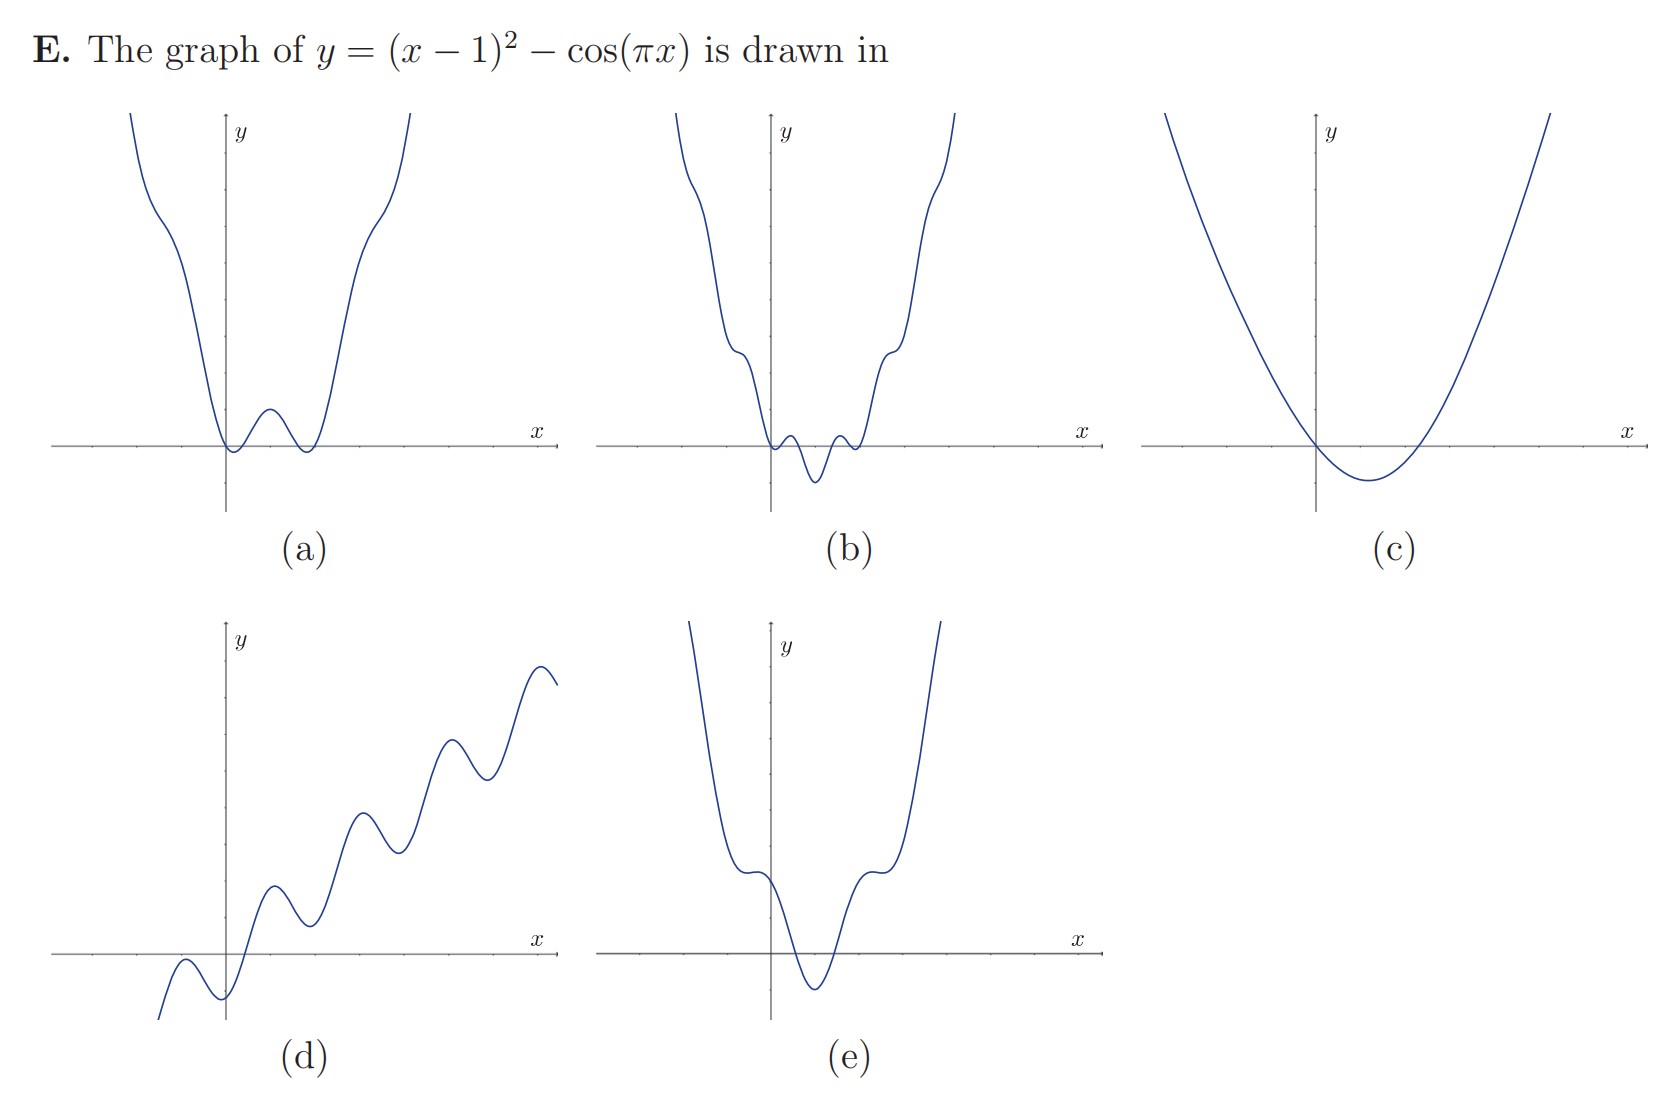 E. The graph of y = (x − 1)² − cos(πx) is drawn in
y y y
x x x
(a) (b) (c)
y y
x x
(d) (e)